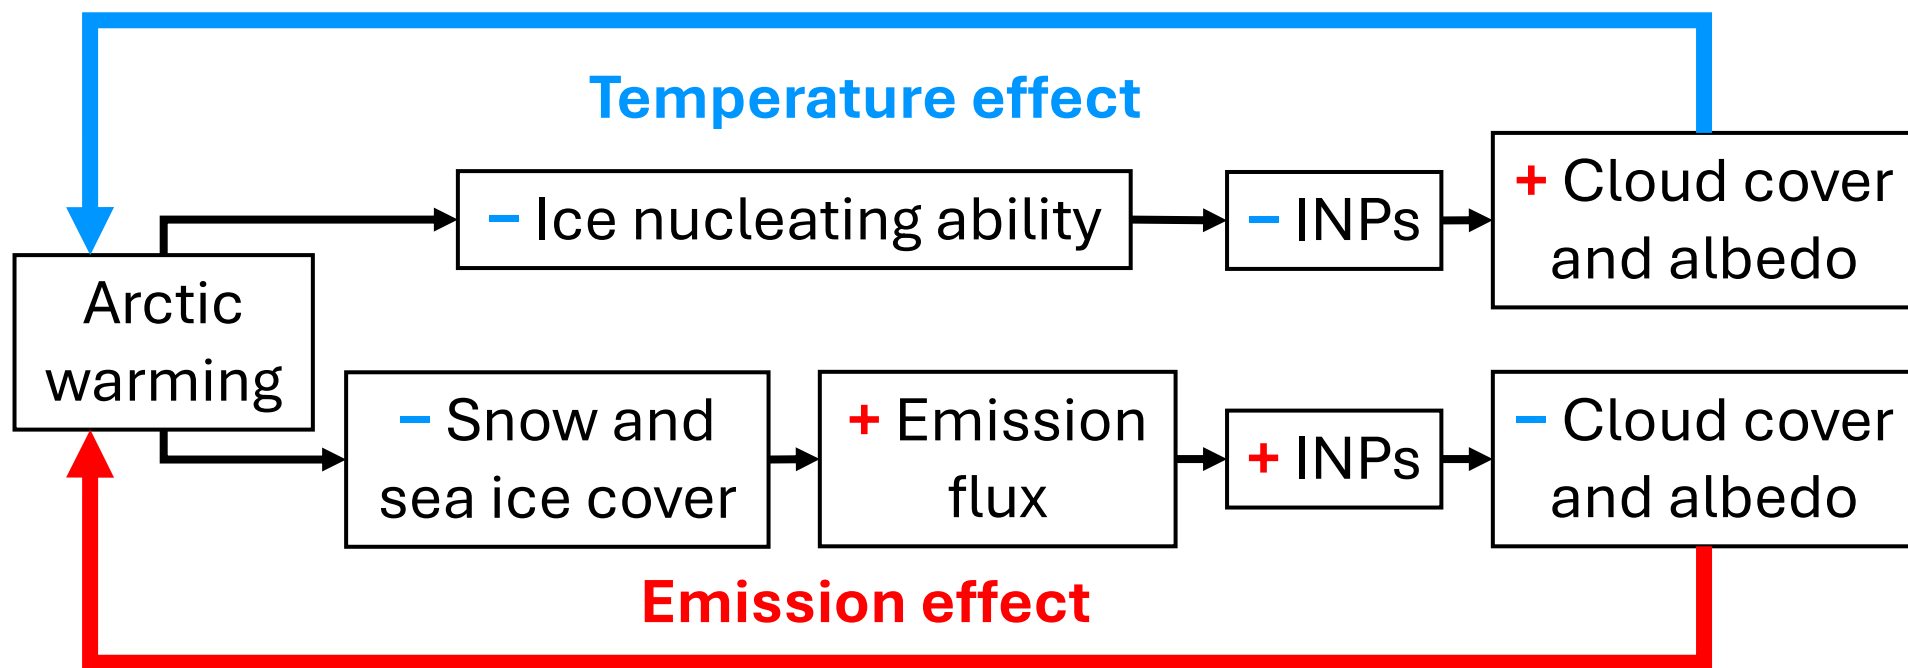 Temperature effect
− Ice nucleating ability
− INPs
+ Cloud cover
and albedo
Arctic
warming
− Snow and
sea ice cover
+ Emission
flux
+ INPs
− Cloud cover
and albedo
Emission effect